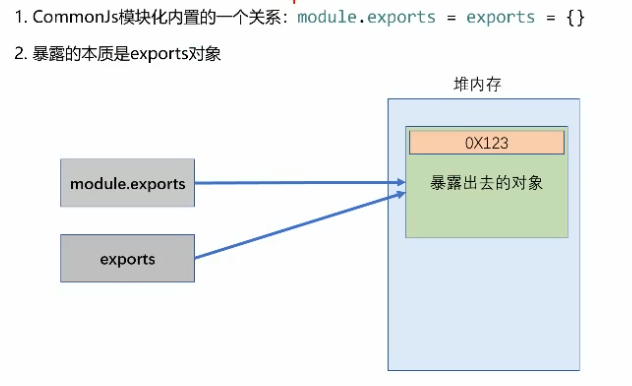 1. CommonJs模块化内置的一个关系：module.exports = exports = {}
2. 暴露的本质是exports对象
堆内存
0X123
module.exports
暴露出去的对象
exports